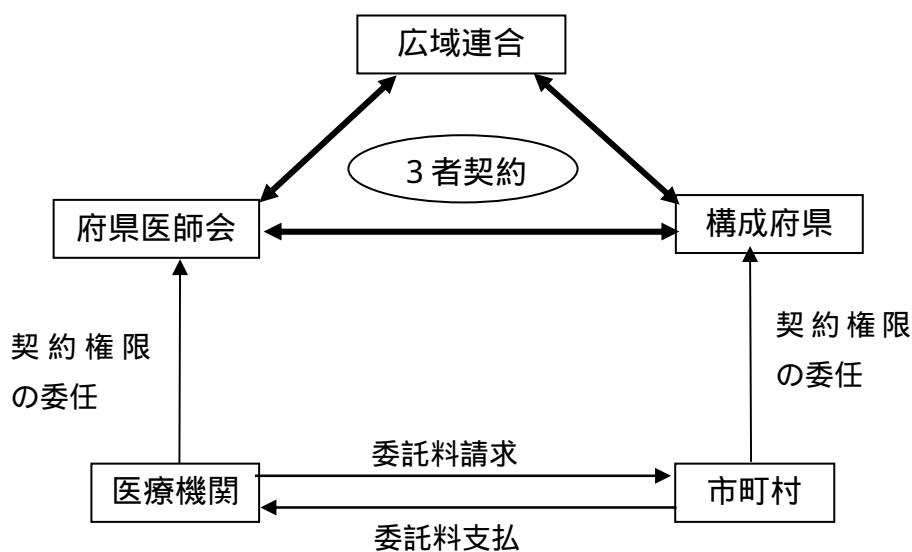 広域連合
３者契約
府県医師会
構成府県
契約権限
の委任
契約権限
の委任
委託料請求
医療機関
市町村
委託料支払